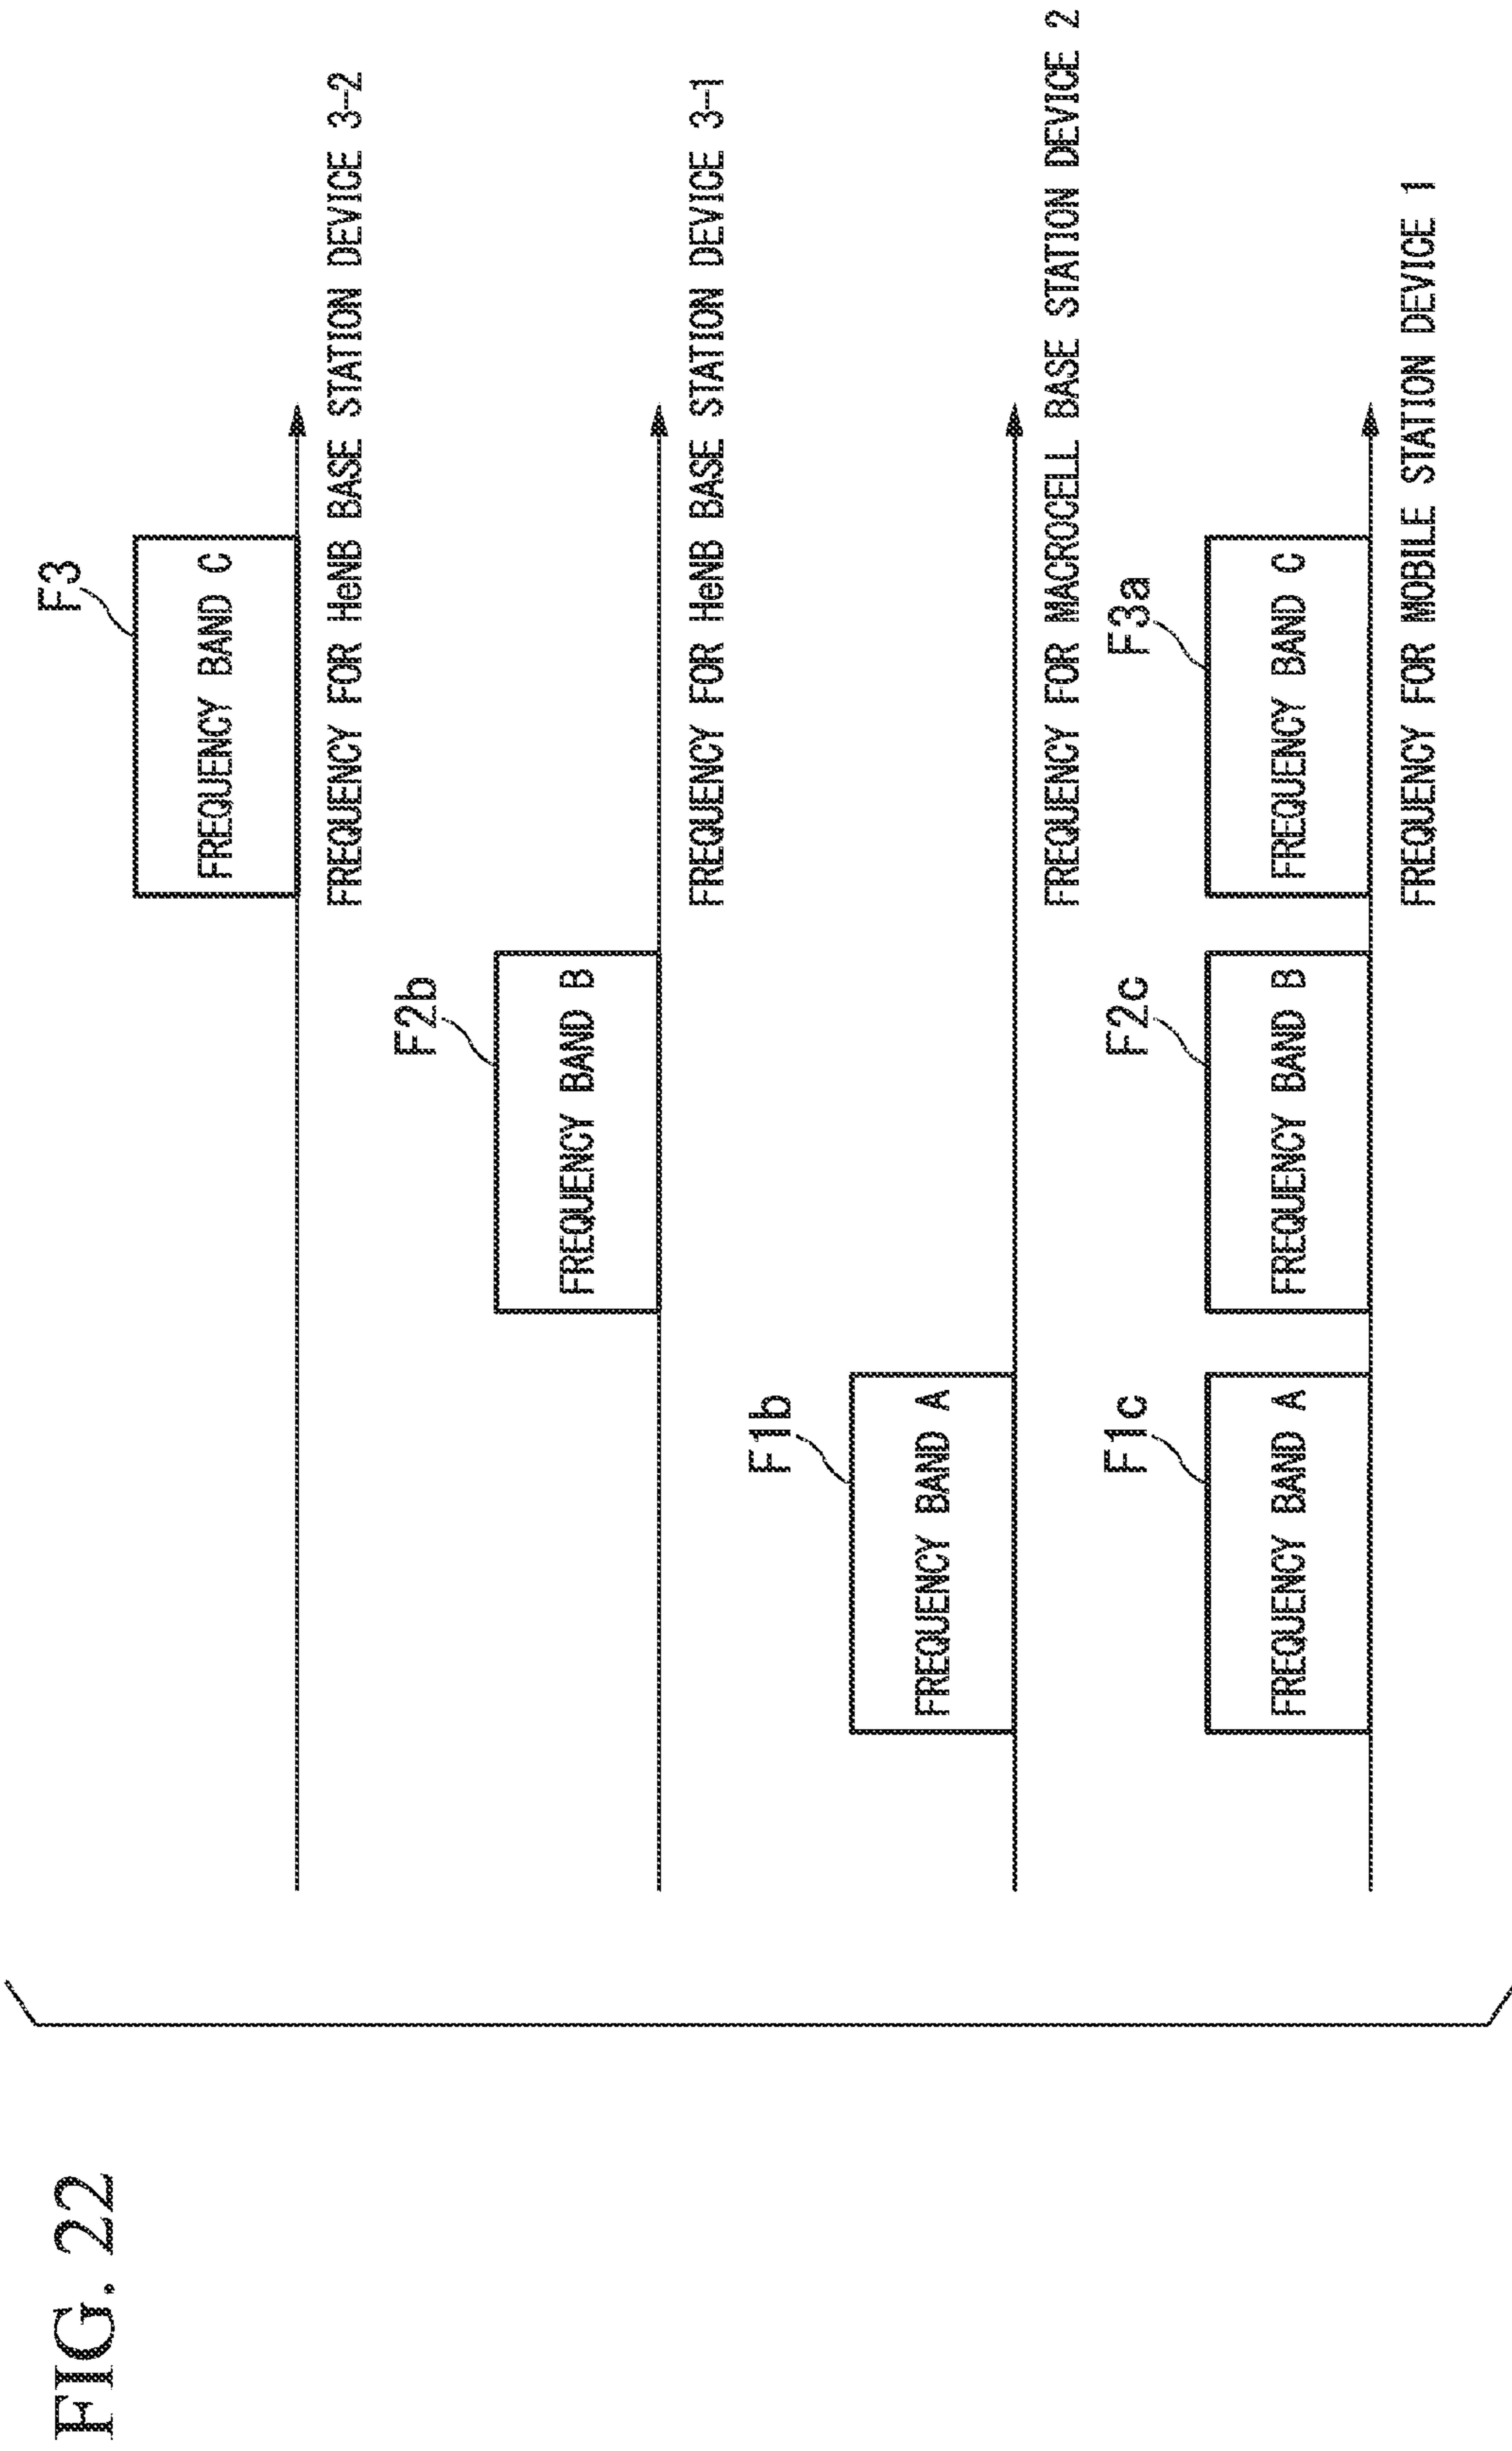 FIG. 22
F3
FREQUENCY BAND C
FREQUENCY FOR HeNB BASE STATION DEVICE 3-2
F2b
FREQUENCY BAND B
FREQUENCY FOR HeNB BASE STATION DEVICE 3-1
F1b
FREQUENCY BAND A
FREQUENCY FOR MACROCELL BASE STATION DEVICE 2
F1c
F2c
F3a
FREQUENCY BAND A
FREQUENCY BAND B
FREQUENCY BAND C
FREQUENCY FOR MOBILE STATION DEVICE 1